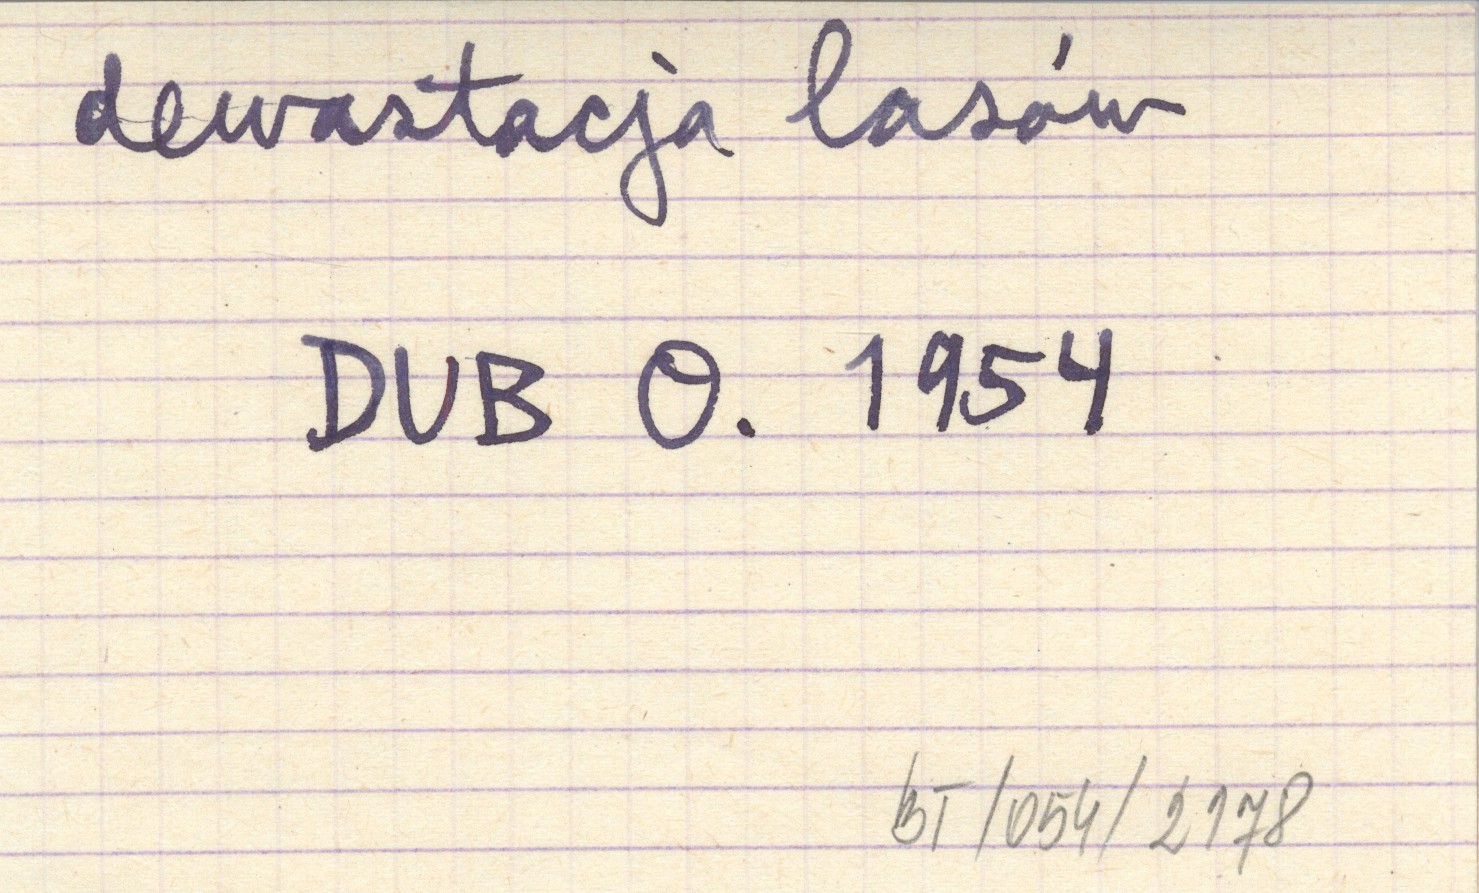 dewastacja lasów
DUB O. 1954
BT/054/2178